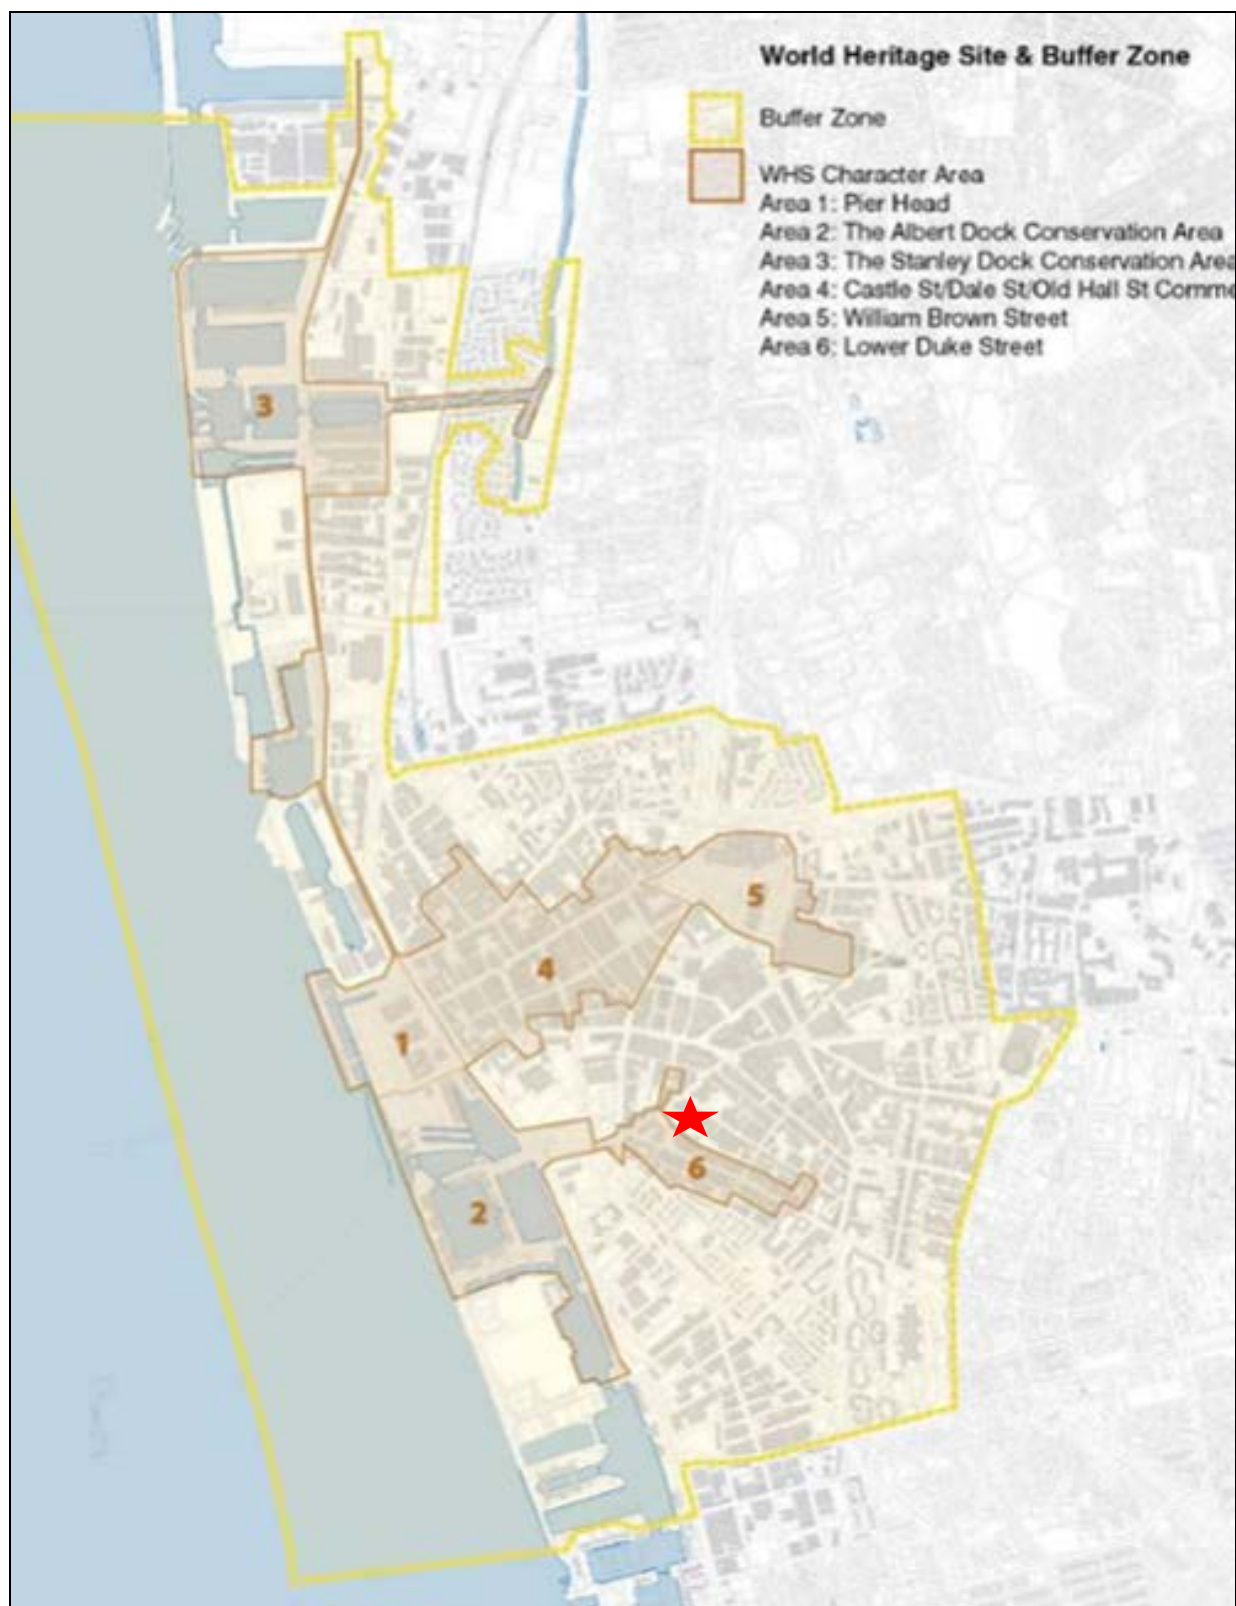 World Heritage Site & Buffer Zone
Buffer Zone
WHS Character Area
Area 1: Pier Head
Area 2: The Albert Dock Conservation Area
Area 3: The Stanley Dock Conservation Area
Area 4: Castle St/Dale St/Old Hall St Comme
Area 5: William Brown Street
Area 6: Lower Duke Street
3
5
4
1
6
2